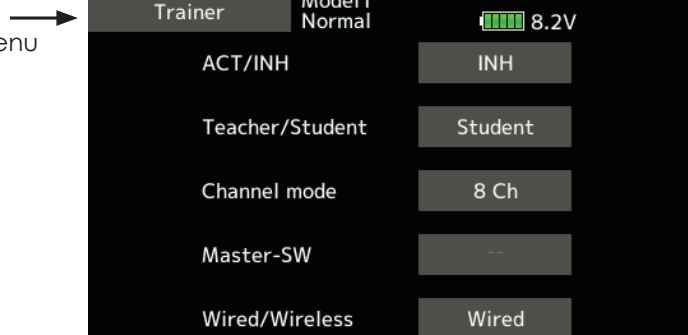 Trainer
Model1
Normal
8.2V
enu
ACT/INH
INH
Teacher/Student
Student
Channel mode
8 Ch
Master-SW
--
Wired/Wireless
Wired